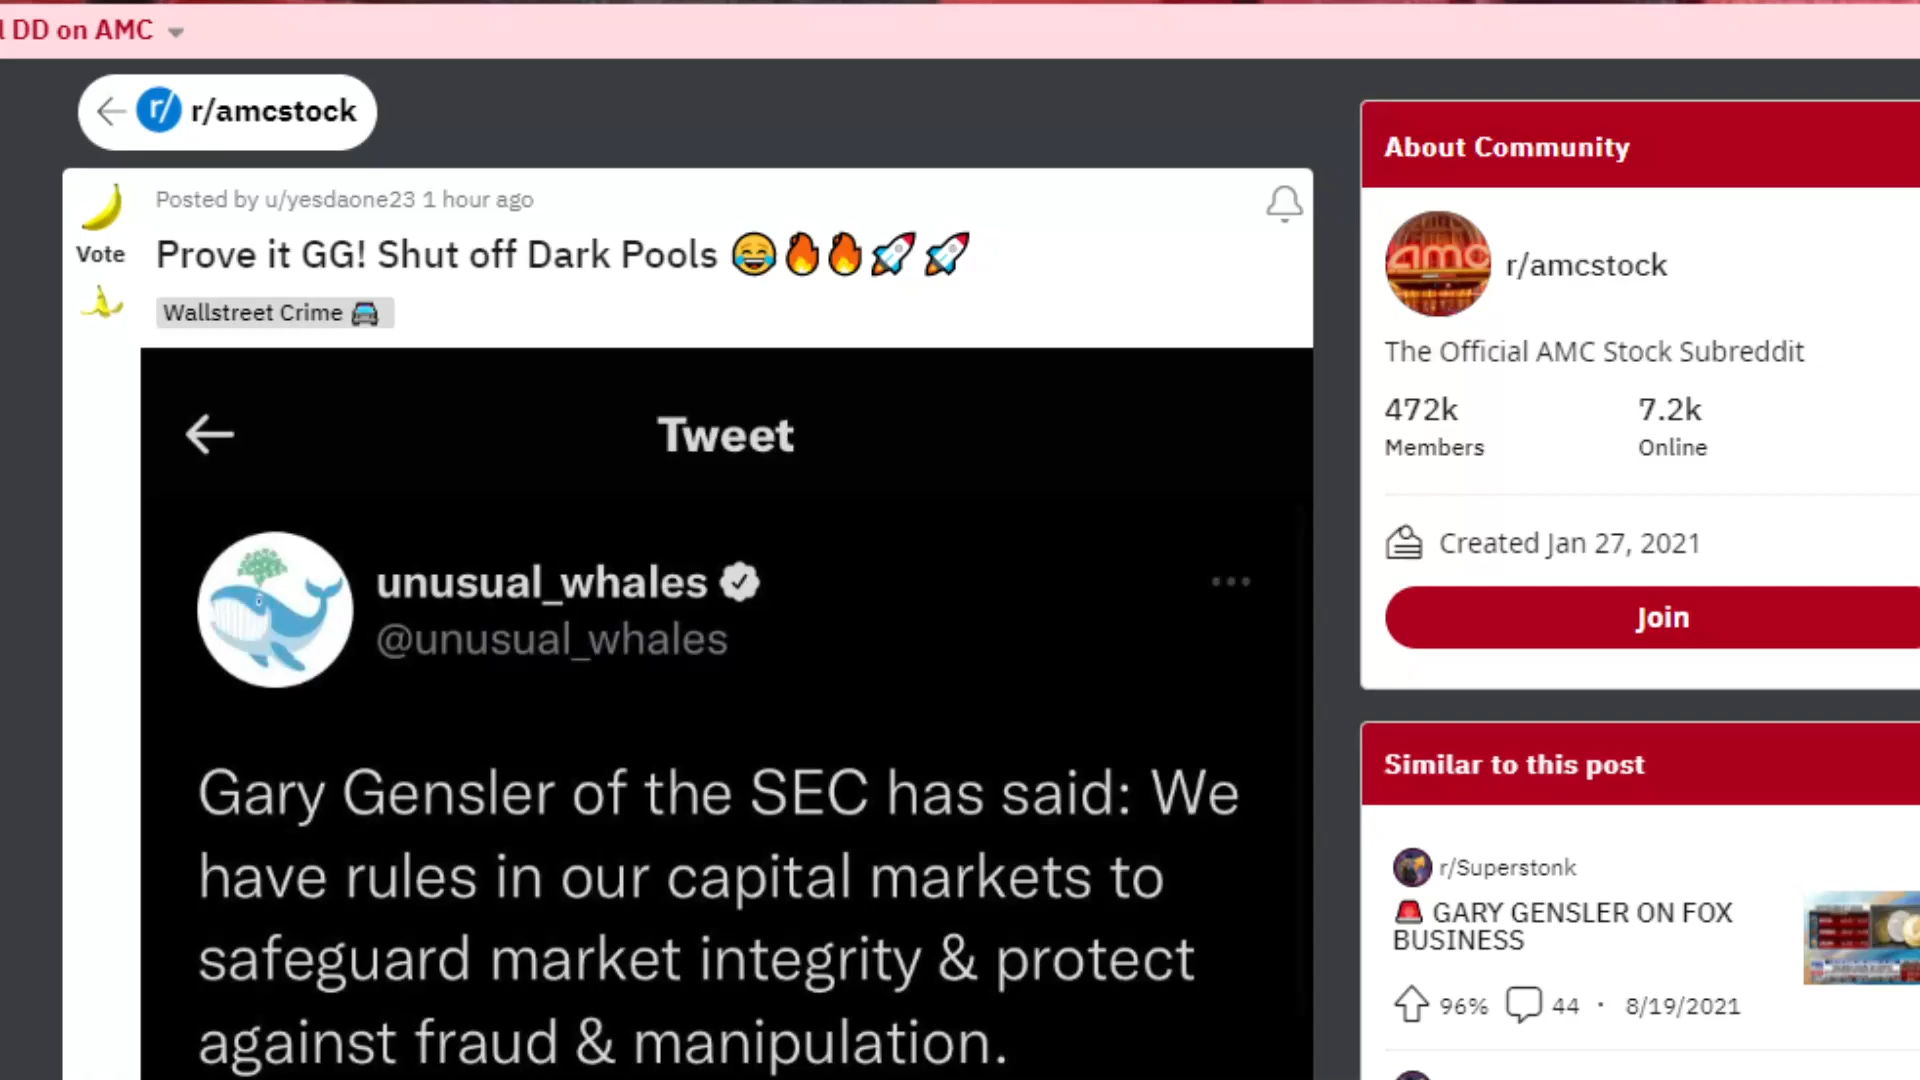 DD on AMC
r/ r/amcstock
Posted by u/yesdaone23 1 hour ago
Vote
Prove it GG! Shut off Dark Pools 😂🔥🔥🚀🚀
Wallstreet Crime 🚘
Tweet
unusual_whales
@unusual_whales
Gary Gensler of the SEC has said: We
have rules in our capital markets to
safeguard market integrity & protect
against fraud & manipulation.
About Community
amc
r/amcstock
The Official AMC Stock Subreddit
472k
7.2k
Members
Online
Created Jan 27, 2021
Join
Similar to this post
r/Superstonk
🚨 GARY GENSLER ON FOX
BUSINESS
96% 44 · 8/19/2021